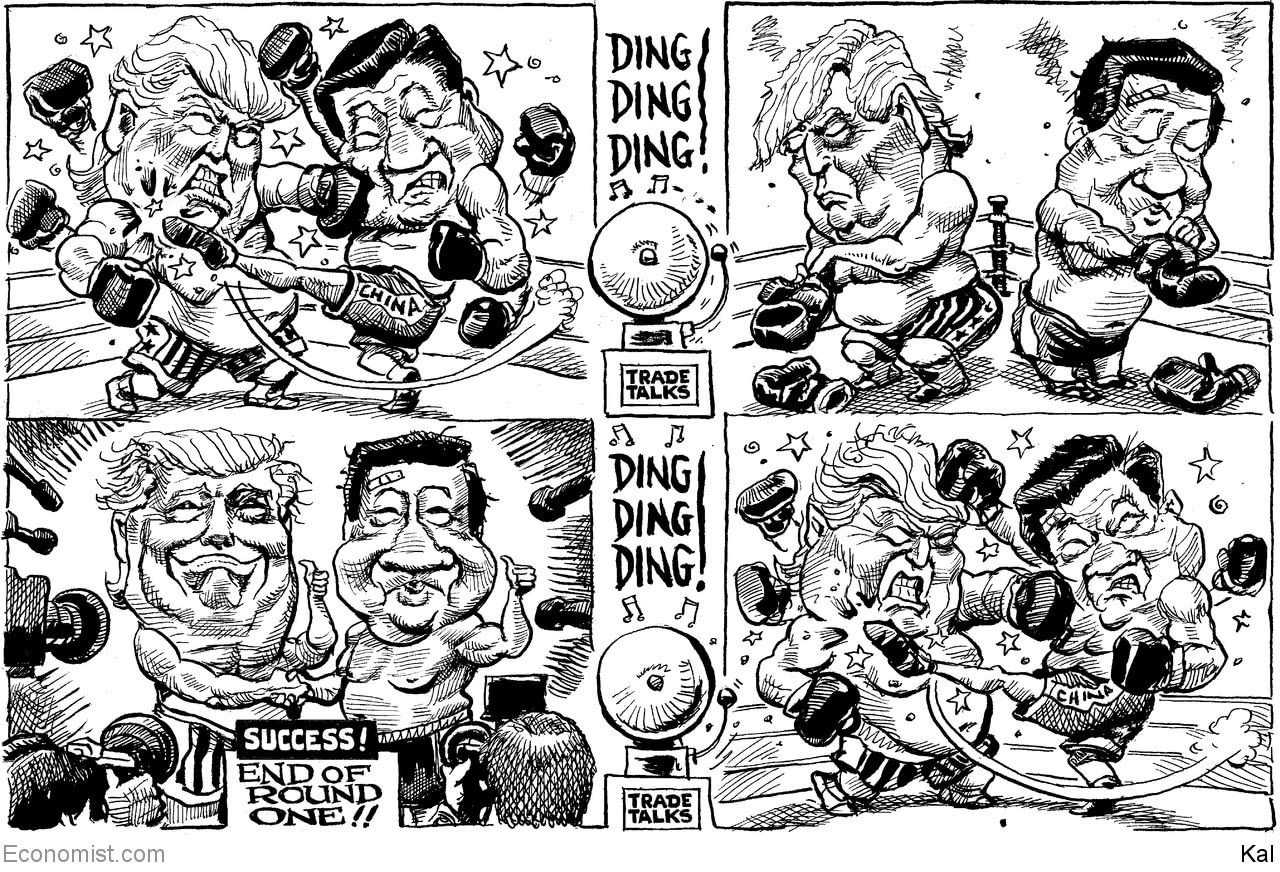 CHINA
DING
DING
DING!
TRADE
TALKS
SUCCESS!
END OF
ROUND
ONE!!
DING
DING
DING!
TRADE
TALKS
CHINA
Economist.com
Kal